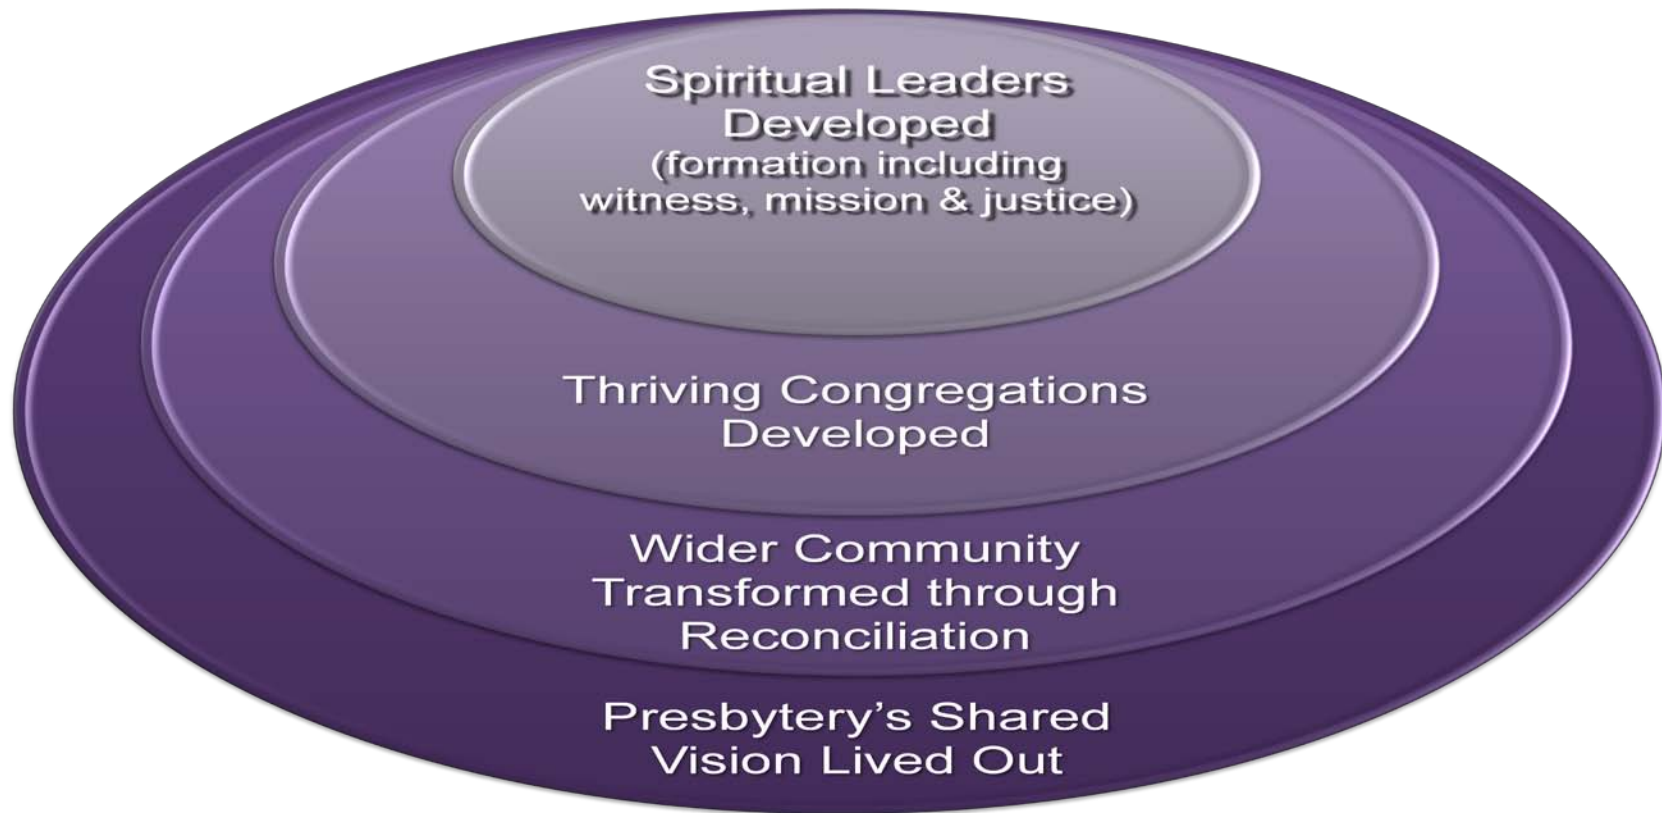 Spiritual Leaders
Developed
(formation including
witness, mission & justice)
Thriving Congregations
Developed
Wider Community
Transformed through
Reconciliation
Presbytery’s Shared
Vision Lived Out